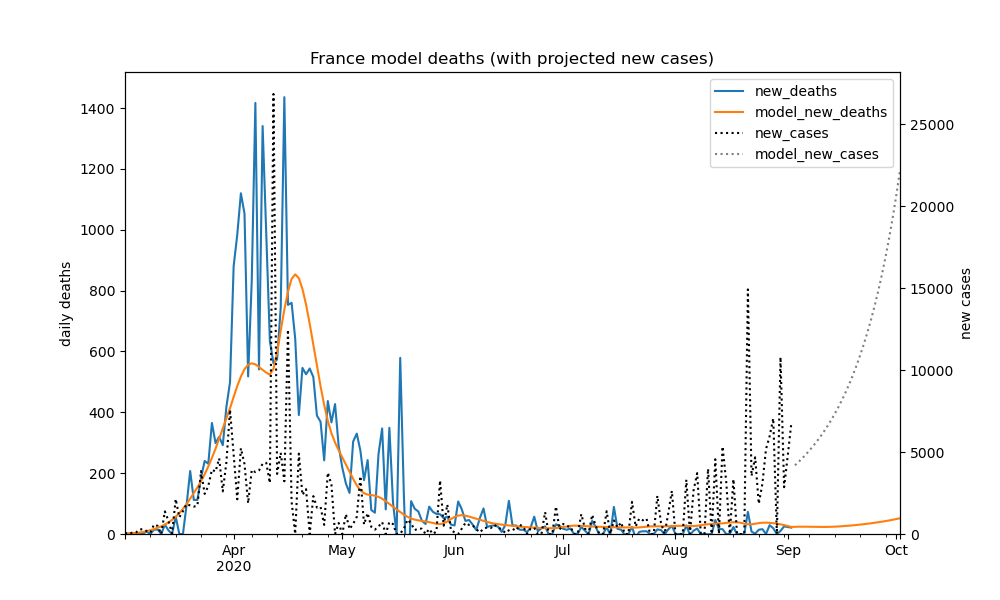 France model deaths (with projected new cases)
new_deaths
model_new_deaths
new_cases
model_new_cases
1400
1200
1000
800
600
400
200
0
daily deaths
25000
20000
15000
10000
5000
0
new cases
Apr
2020
May
Jun
Jul
Aug
Sep
Oct